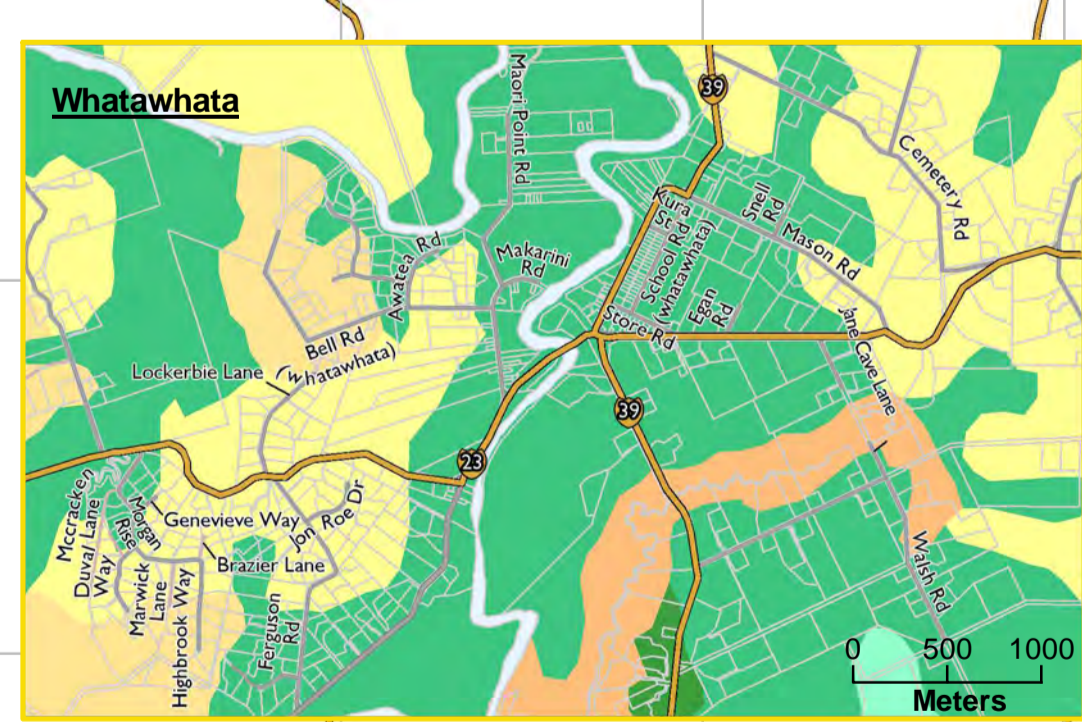 Whatawhata
39
Maori Point Rd
Cemetery Rd
Snell
Rd
Kura
St
School Rd
(whatawhata)
Mason Rd
Awatea Rd
Makarini
Rd
Egan
Rd
Store Rd
Jane Cave Lane
Bell Rd
(whatawhata)
Lockerbie Lane
39
23
Mccracken
Duval Lane
Way
Morgan
Rise
Genevieve Way
Jon Roe Dr
Brazier Lane
Marwick
Lane
Highbrook Way
Ferguson
Rd
Walsh Rd
0 500 1000
Meters